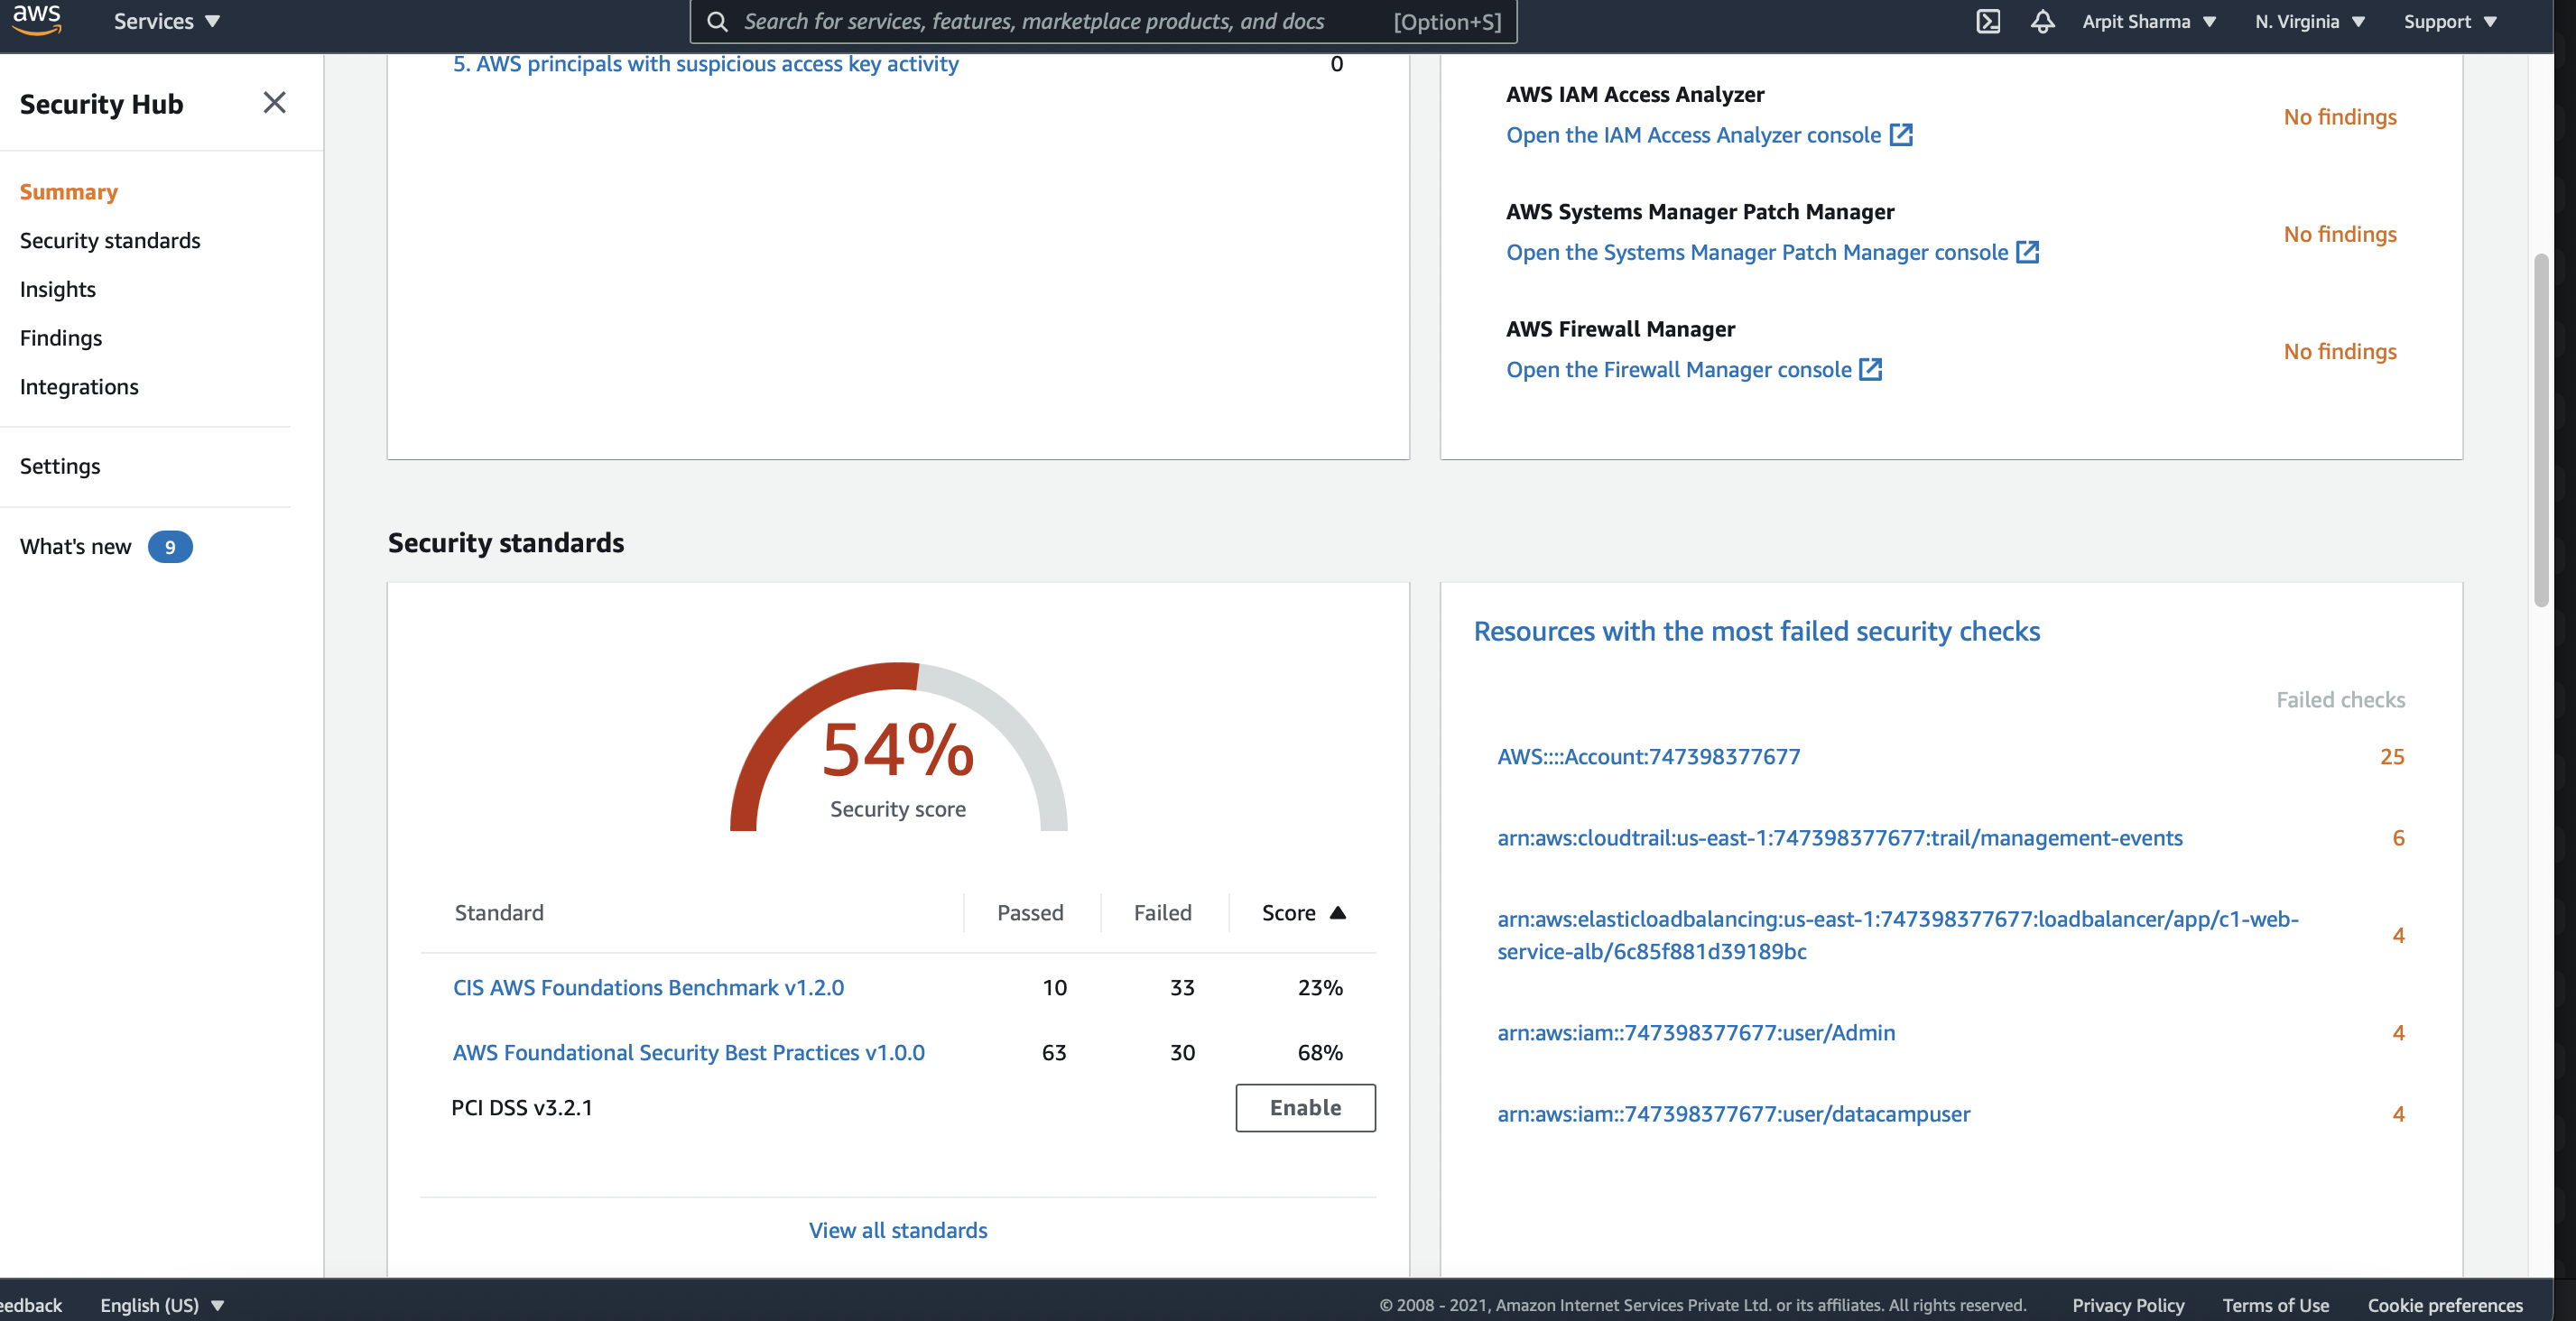 aws
Services
Search for services, features, marketplace products, and docs [Option+S]
Arpit Sharma
N. Virginia
Support
Security Hub
Summary
Security standards
Insights
Findings
Integrations
Settings
What's new 9
5. AWS principals with suspicious access key activity 0
AWS IAM Access Analyzer
Open the IAM Access Analyzer console
No findings
AWS Systems Manager Patch Manager
Open the Systems Manager Patch Manager console
No findings
AWS Firewall Manager
Open the Firewall Manager console
No findings
Security standards
54%
Security score
Standard Passed Failed Score
CIS AWS Foundations Benchmark v1.2.0 10 33 23%
AWS Foundational Security Best Practices v1.0.0 63 30 68%
PCI DSS v3.2.1 Enable
View all standards
Resources with the most failed security checks
Failed checks
AWS::::Account:747398377677 25
arn:aws:cloudtrail:us-east-1:747398377677:trail/management-events 6
arn:aws:elasticloadbalancing:us-east-1:747398377677:loadbalancer/app/c1-web-
service-alb/6c85f881d39189bc 4
arn:aws:iam::747398377677:user/Admin 4
arn:aws:iam::747398377677:user/datacampuser 4
eedback
English (US)
© 2008 - 2021, Amazon Internet Services Private Ltd. or its affiliates. All rights reserved.
Privacy Policy
Terms of Use
Cookie preferences